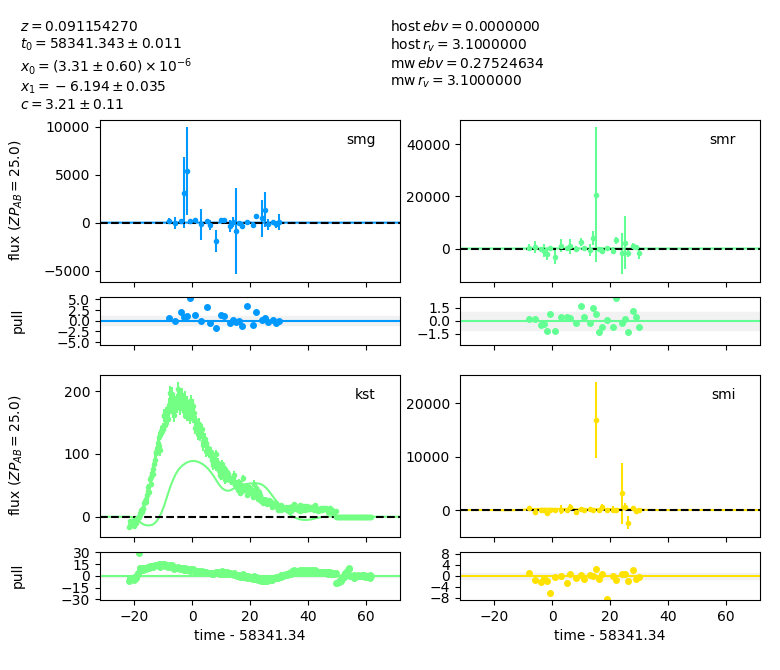 z = 0.091154270
t₀ = 58341.343 ± 0.011
x₀ = (3.31 ± 0.60) × 10⁻⁶
x₁ = −6.194 ± 0.035
c = 3.21 ± 0.11
host ebv = 0.0000000
host r_v = 3.1000000
mw ebv = 0.27524634
mw r_v = 3.1000000
smg
10000
5000
0
−5000
flux (ZP_AB = 25.0)
smr
40000
20000
0
5.0
2.5
0.0
−2.5
−5.0
pull
1.5
0.0
−1.5
kst
200
100
0
flux (ZP_AB = 25.0)
smi
20000
10000
0
30
15
0
−15
−30
pull
8
4
0
−4
−8
−20 0 20 40 60
time - 58341.34
−20 0 20 40 60
time - 58341.34